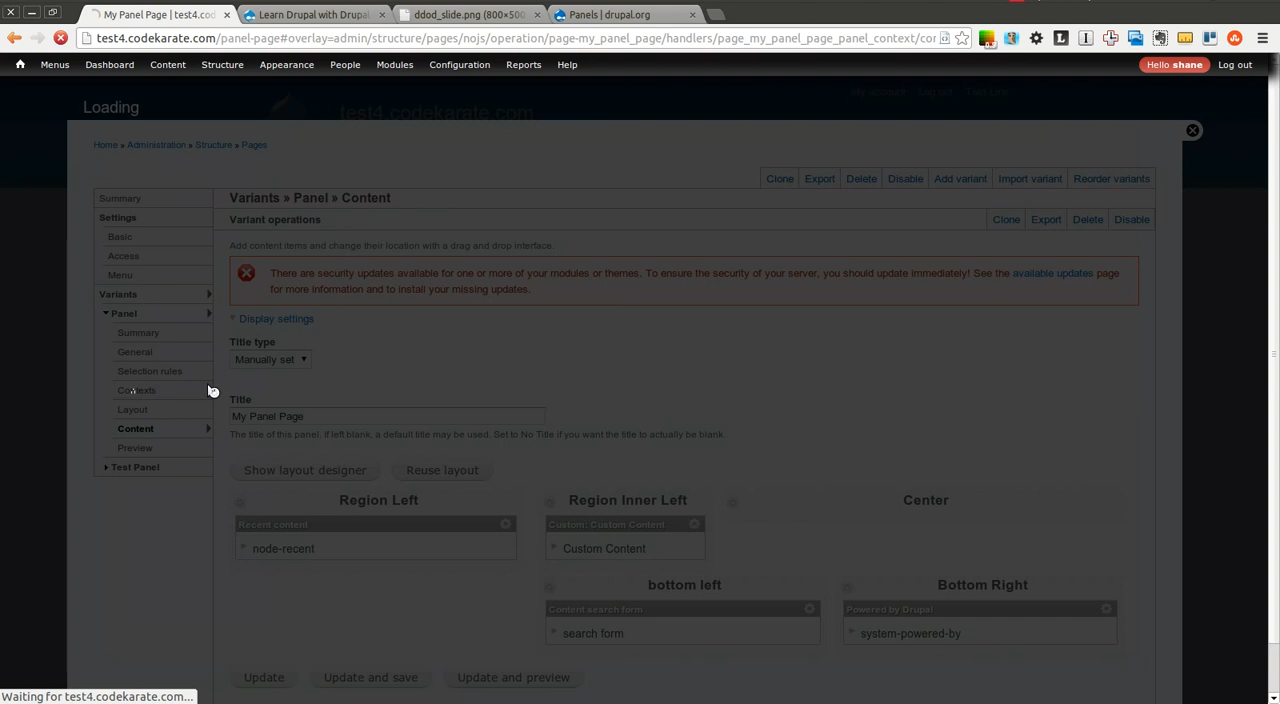 My Panel Page | test4.cod
Learn Drupal with Drupal
ddod_slide.png (800×500
Panels | drupal.org
test4.codekarate.com/panel-page#overlay=admin/structure/pages/nojs/operation/page-my_panel_page/handlers/page_my_panel_page_panel_context/cor
Menus Dashboard Content Structure Appearance People Modules Configuration Reports Help Hello shane Log out
Loading
test4.codekarate.com
My account Log out
Home » Administration » Structure » Pages
Clone Export Delete Disable Add variant Import variant Reorder variants
Summary
Settings
Basic
Access
Menu
Variants
Panel
Summary
General
Selection rules
Contexts
Layout
Content
Preview
Test Panel
Variants » Panel » Content
Variant operations
Clone Export Delete Disable
Add content items and change their location with a drag and drop interface.
There are security updates available for one or more of your modules or themes. To ensure the security of your server, you should update immediately! See the available updates page
for more information and to install your missing updates.
Display settings
Title type
Manually set
Title
My Panel Page
The title of this panel. If left blank, a default title may be used. Set to No Title if you want the title to actually be blank.
Show layout designer Reuse layout
Region Left
Recent content
node-recent
Region Inner Left
Custom: Custom Content
Custom Content
Center
bottom left
Content search form
search form
Bottom Right
Powered by Drupal
system-powered-by
Update Update and save Update and preview
Waiting for test4.codekarate.com...